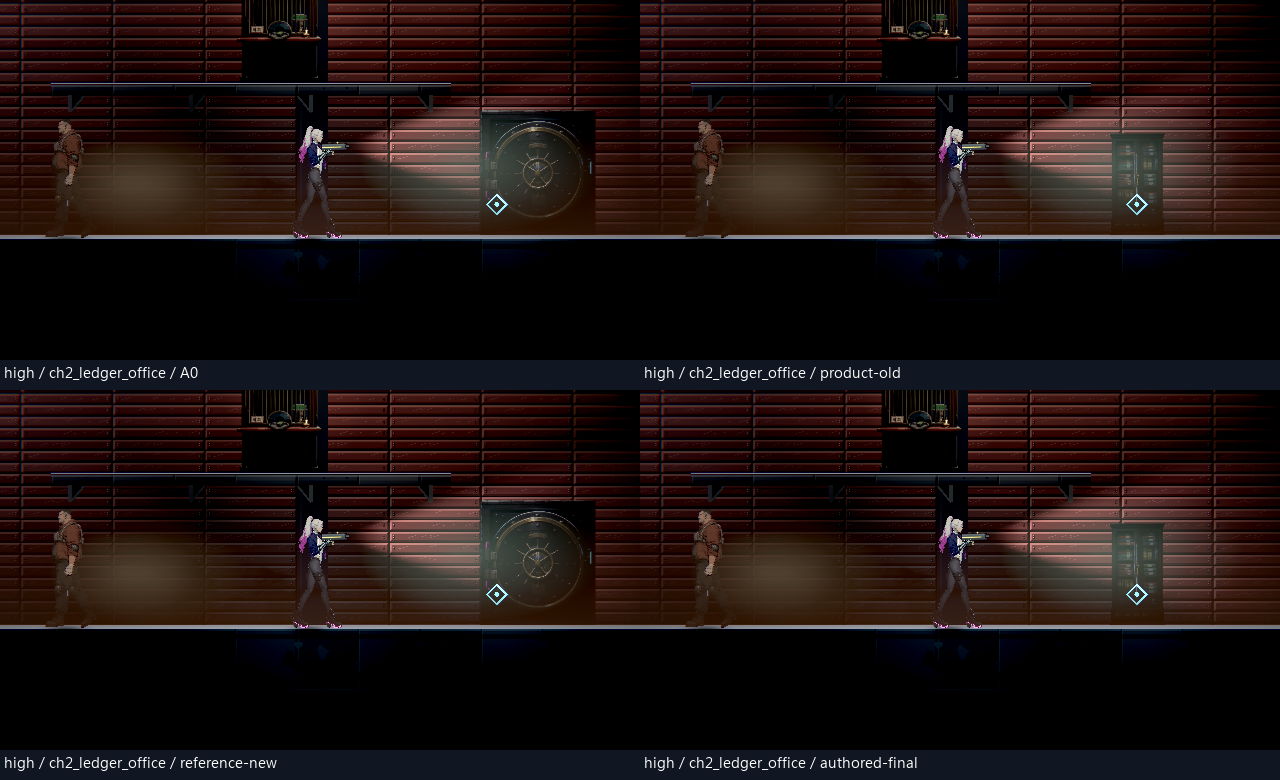 high / ch2_ledger_office / A0
high / ch2_ledger_office / product-old
high / ch2_ledger_office / reference-new
high / ch2_ledger_office / authored-final